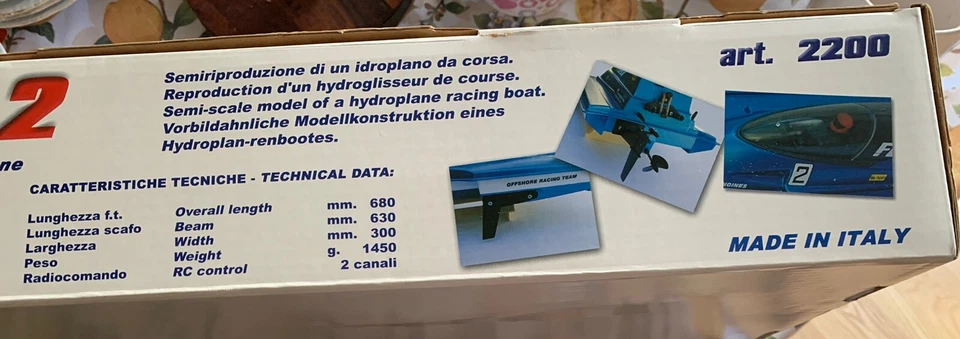 art. 2200
2
ne
Semiriproduzione di un idroplano da corsa.
Reproduction d'un hydroglisseur de course.
Semi-scale model of a hydroplane racing boat.
Vorbildahnliche Modellkonstruktion eines
Hydroplan-renbootes.
CARATTERISTICHE TECNICHE - TECHNICAL DATA:
Lunghezza f.t. Overall length mm. 680
Lunghezza scafo Beam mm. 630
Larghezza Width mm. 300
Peso Weight g. 1450
Radiocomando RC control 2 canali
OFFSHORE RACING TEAM
2
MADE IN ITALY